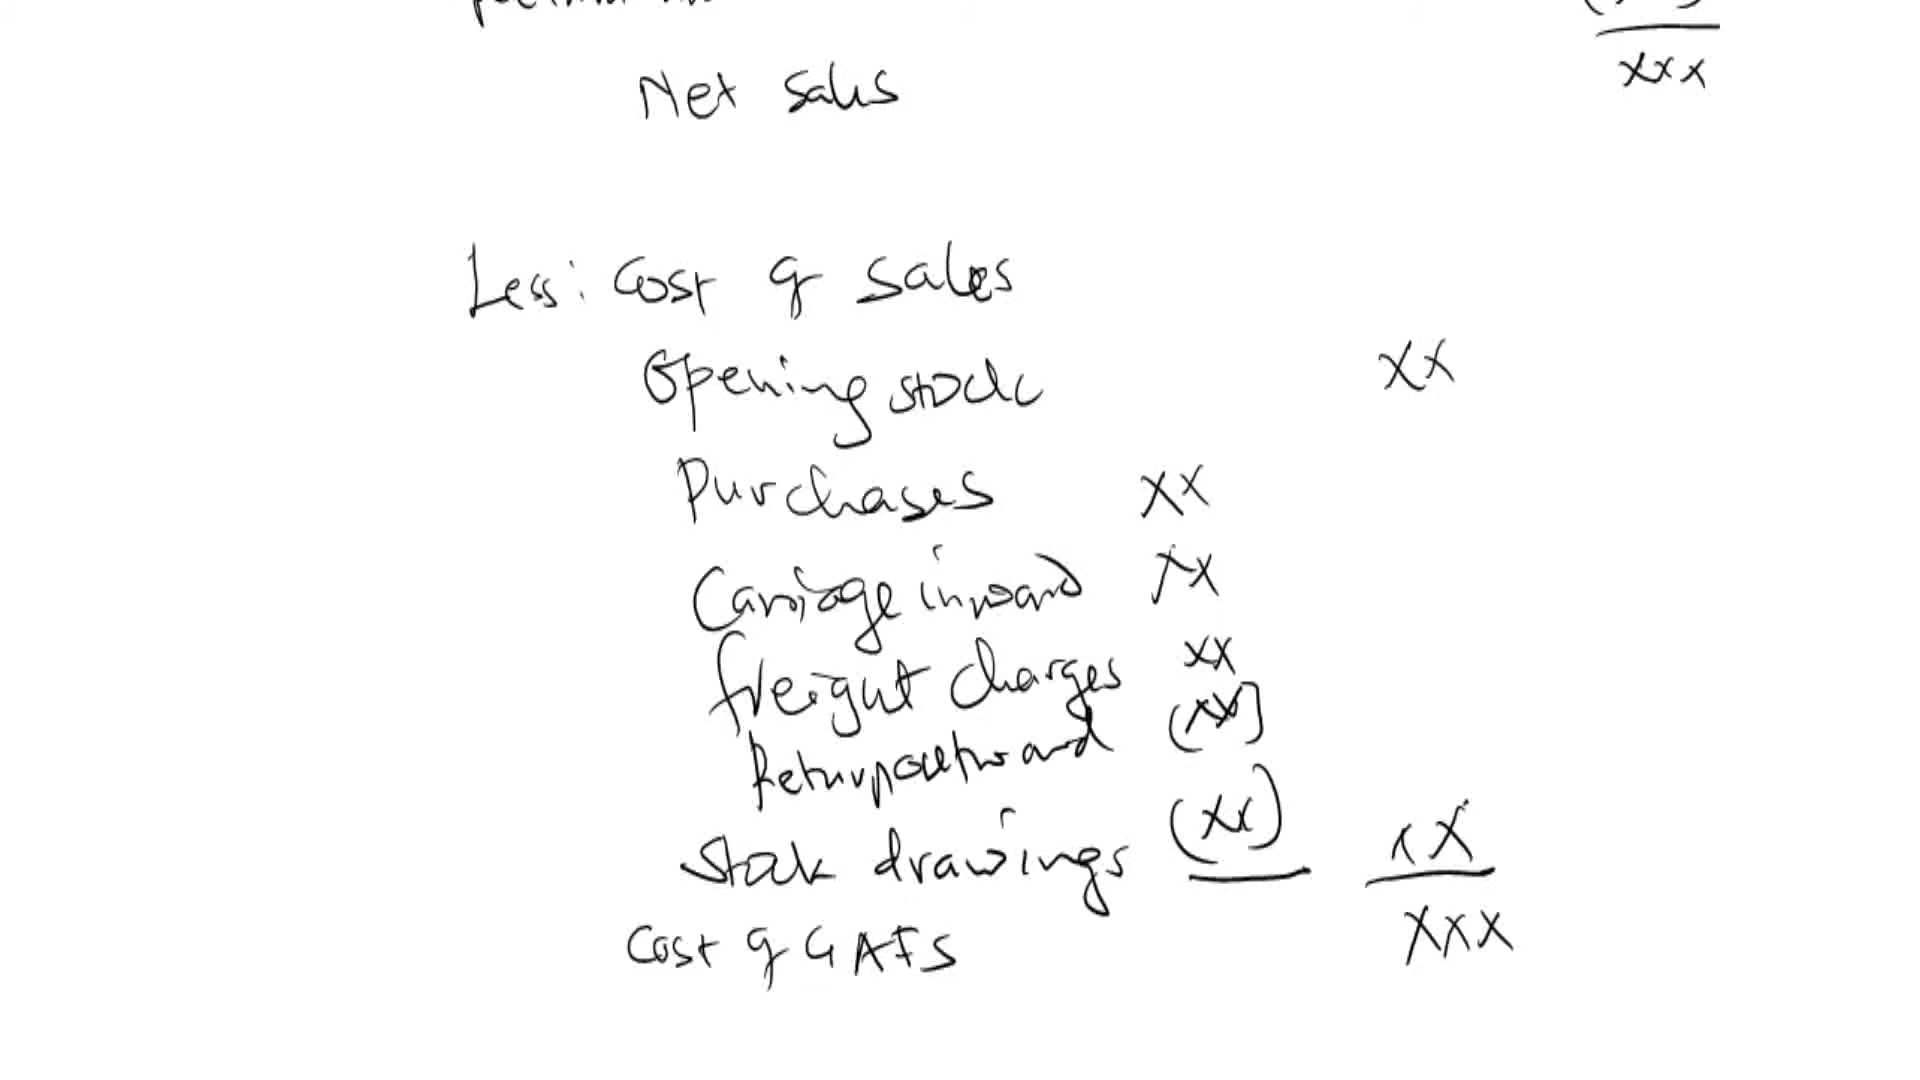 xxx
Net Sales
Less: Cost of sales
Opening stock xx
Purchases xx
Carriage inward xx
freight charges xx
Return outward (xx)
Stock drawings (xx) xx
Cost of GAFS xxx